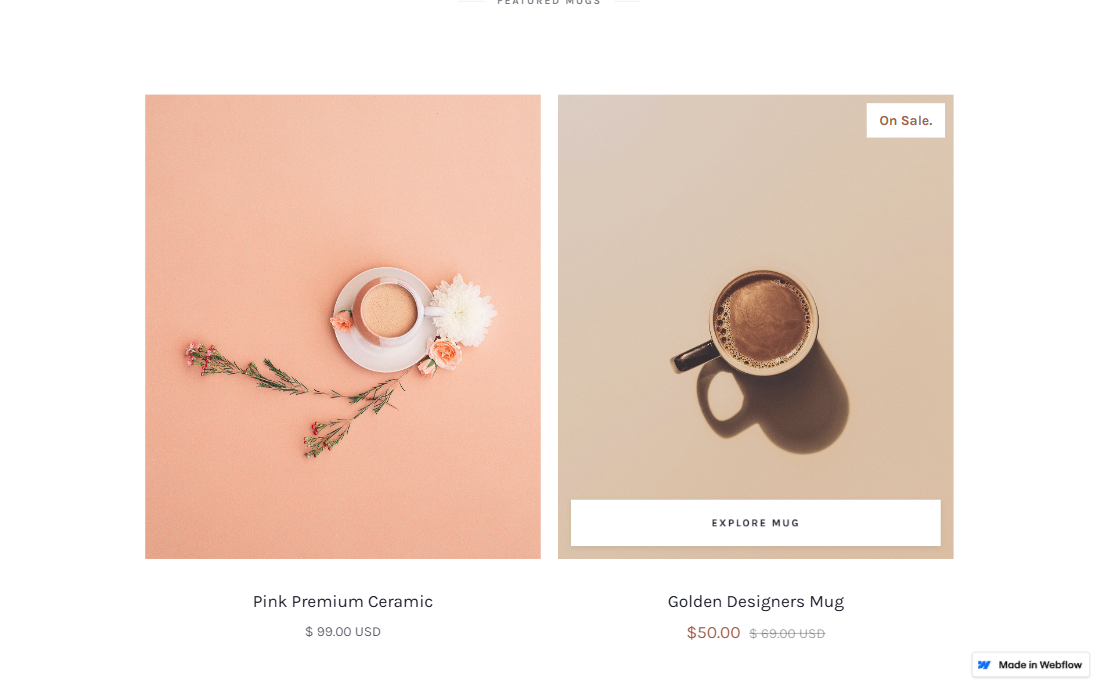 FEATURED MUGS
On Sale.
EXPLORE MUG
Pink Premium Ceramic
Golden Designers Mug
$ 99.00 USD
$50.00 $ 69.00 USD
Made in Webflow